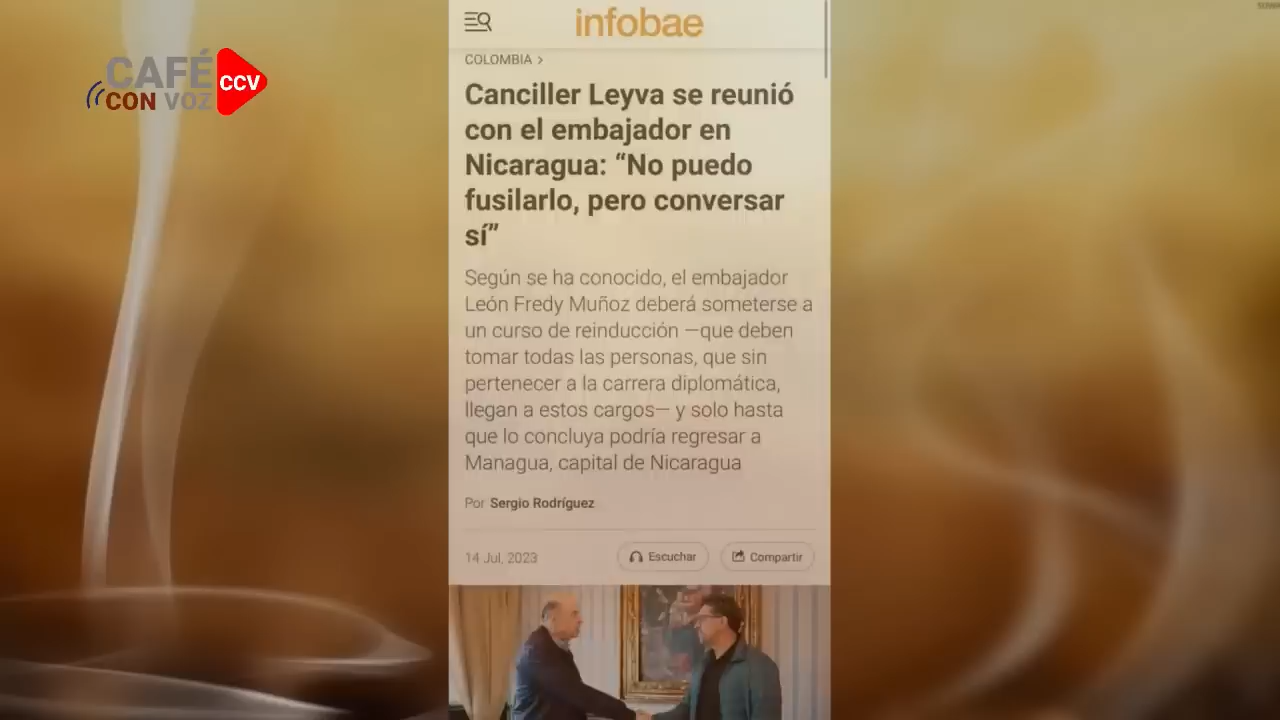 infobae
CAFÉ
CON VOZ
CCV
COLOMBIA >
Canciller Leyva se reunió
con el embajador en
Nicaragua: “No puedo
fusilarlo, pero conversar
sí”
Según se ha conocido, el embajador
León Fredy Muñoz deberá someterse a
un curso de reinducción —que deben
tomar todas las personas, que sin
pertenecer a la carrera diplomática,
llegan a estos cargos— y solo hasta
que lo concluya podría regresar a
Managua, capital de Nicaragua
Por Sergio Rodríguez
14 Jul, 2023
Escuchar
Compartir